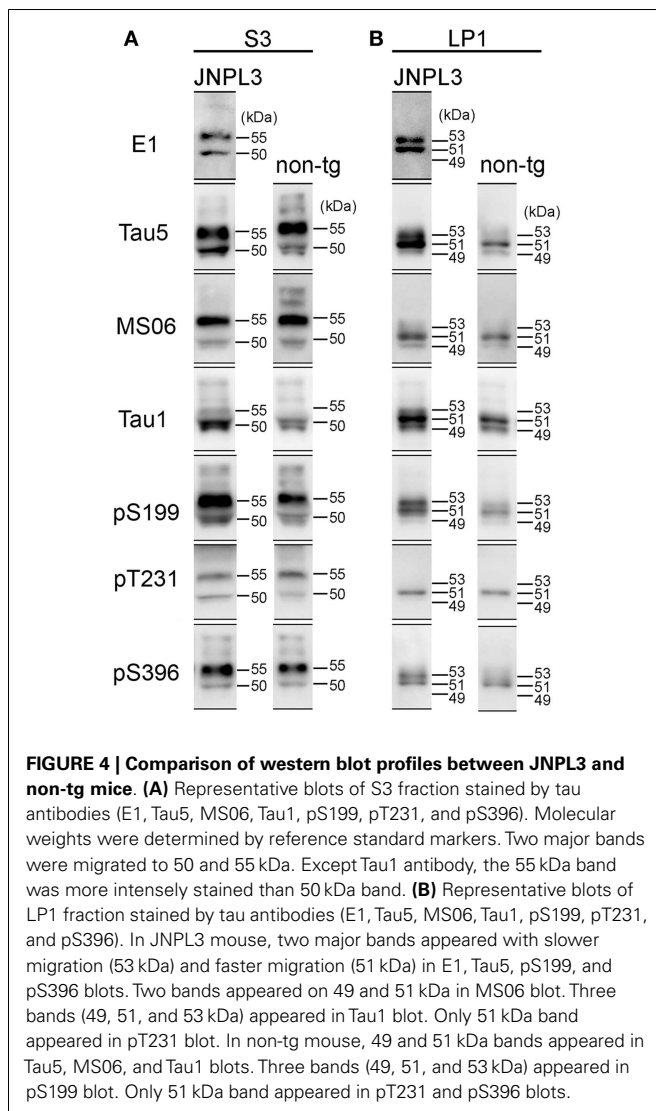 A S3 B LP1
JNPL3 JNPL3
(kDa) (kDa)
E1 55 53
50 51
49
non-tg non-tg
(kDa) (kDa)
Tau5 55 55 53 53
50 50 51 51
49 49
MS06 55 55 53 53
50 50 51 51
49 49
Tau1 55 55 53 53
50 50 51 51
49 49
pS199 55 55 53 53
50 50 51 51
49 49
pT231 55 55 53 53
50 50 51 51
49 49
pS396 55 55 53 53
50 50 51 51
49 49
FIGURE 4 | Comparison of western blot profiles between JNPL3 and
non-tg mice. (A) Representative blots of S3 fraction stained by tau
antibodies (E1, Tau5, MS06, Tau1, pS199, pT231, and pS396). Molecular
weights were determined by reference standard markers. Two major bands
were migrated to 50 and 55 kDa. Except Tau1 antibody, the 55 kDa band
was more intensely stained than 50 kDa band. (B) Representative blots of
LP1 fraction stained by tau antibodies (E1, Tau5, MS06, Tau1, pS199, pT231,
and pS396). In JNPL3 mouse, two major bands appeared with slower
migration (53 kDa) and faster migration (51 kDa) in E1, Tau5, pS199, and
pS396 blots. Two bands appeared on 49 and 51 kDa in MS06 blot. Three
bands (49, 51, and 53 kDa) appeared in Tau1 blot. Only 51 kDa band
appeared in pT231 blot. In non-tg mouse, 49 and 51 kDa bands appeared in
Tau5, MS06, and Tau1 blots. Three bands (49, 51, and 53 kDa) appeared in
pS199 blot. Only 51 kDa band appeared in pT231 and pS396 blots.